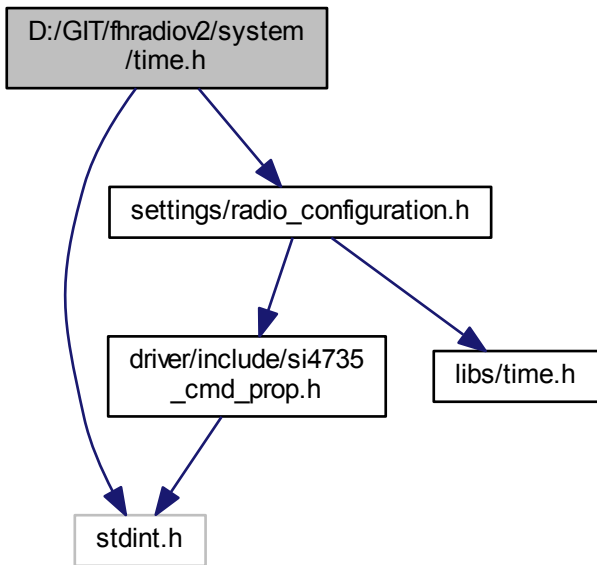 D:/GIT/fhradiov2/system
/time.h
settings/radio_configuration.h
driver/include/si4735
_cmd_prop.h
libs/time.h
stdint.h